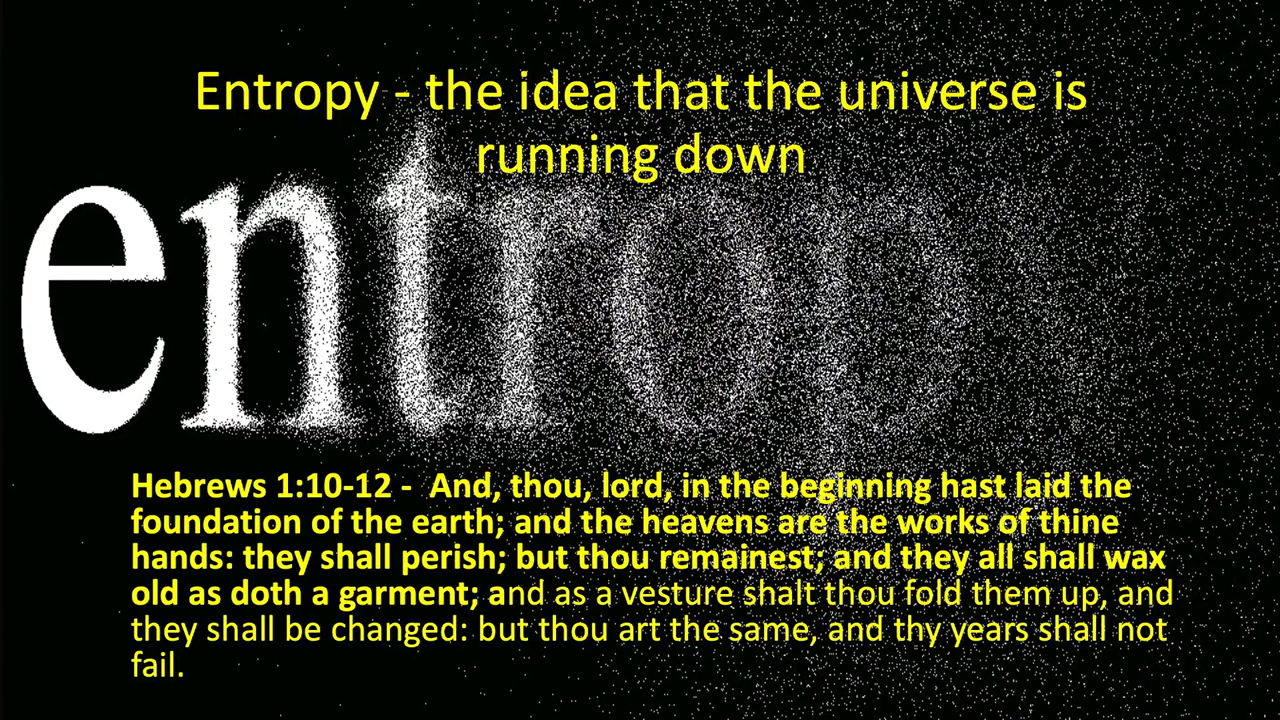 Entropy - the idea that the universe is
running down
entrop
Hebrews 1:10-12 - And, thou, lord, in the beginning hast laid the
foundation of the earth; and the heavens are the works of thine
hands: they shall perish; but thou remainest; and they all shall wax
old as doth a garment; and as a vesture shalt thou fold them up, and
they shall be changed: but thou art the same, and thy years shall not
fail.